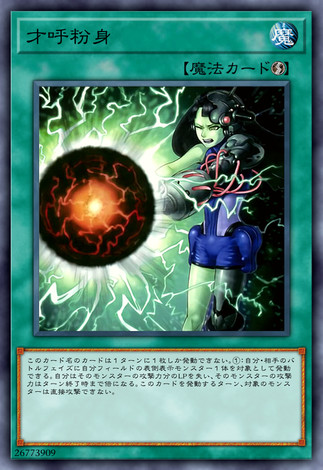 才呼粉身
魔
【魔法カード】
このカード名のカードは1ターンに1枚しか発動できない。①:自分・相手のバ
トルフェイズに自分フィールドの表側表示モンスター1体を対象として発動
できる。自分はそのモンスターの攻撃力分のLPを失い、そのモンスターの攻撃
力はターン終了時まで倍になる。このカードを発動するターン、対象のモンス
ターは直接攻撃できない。
26773909